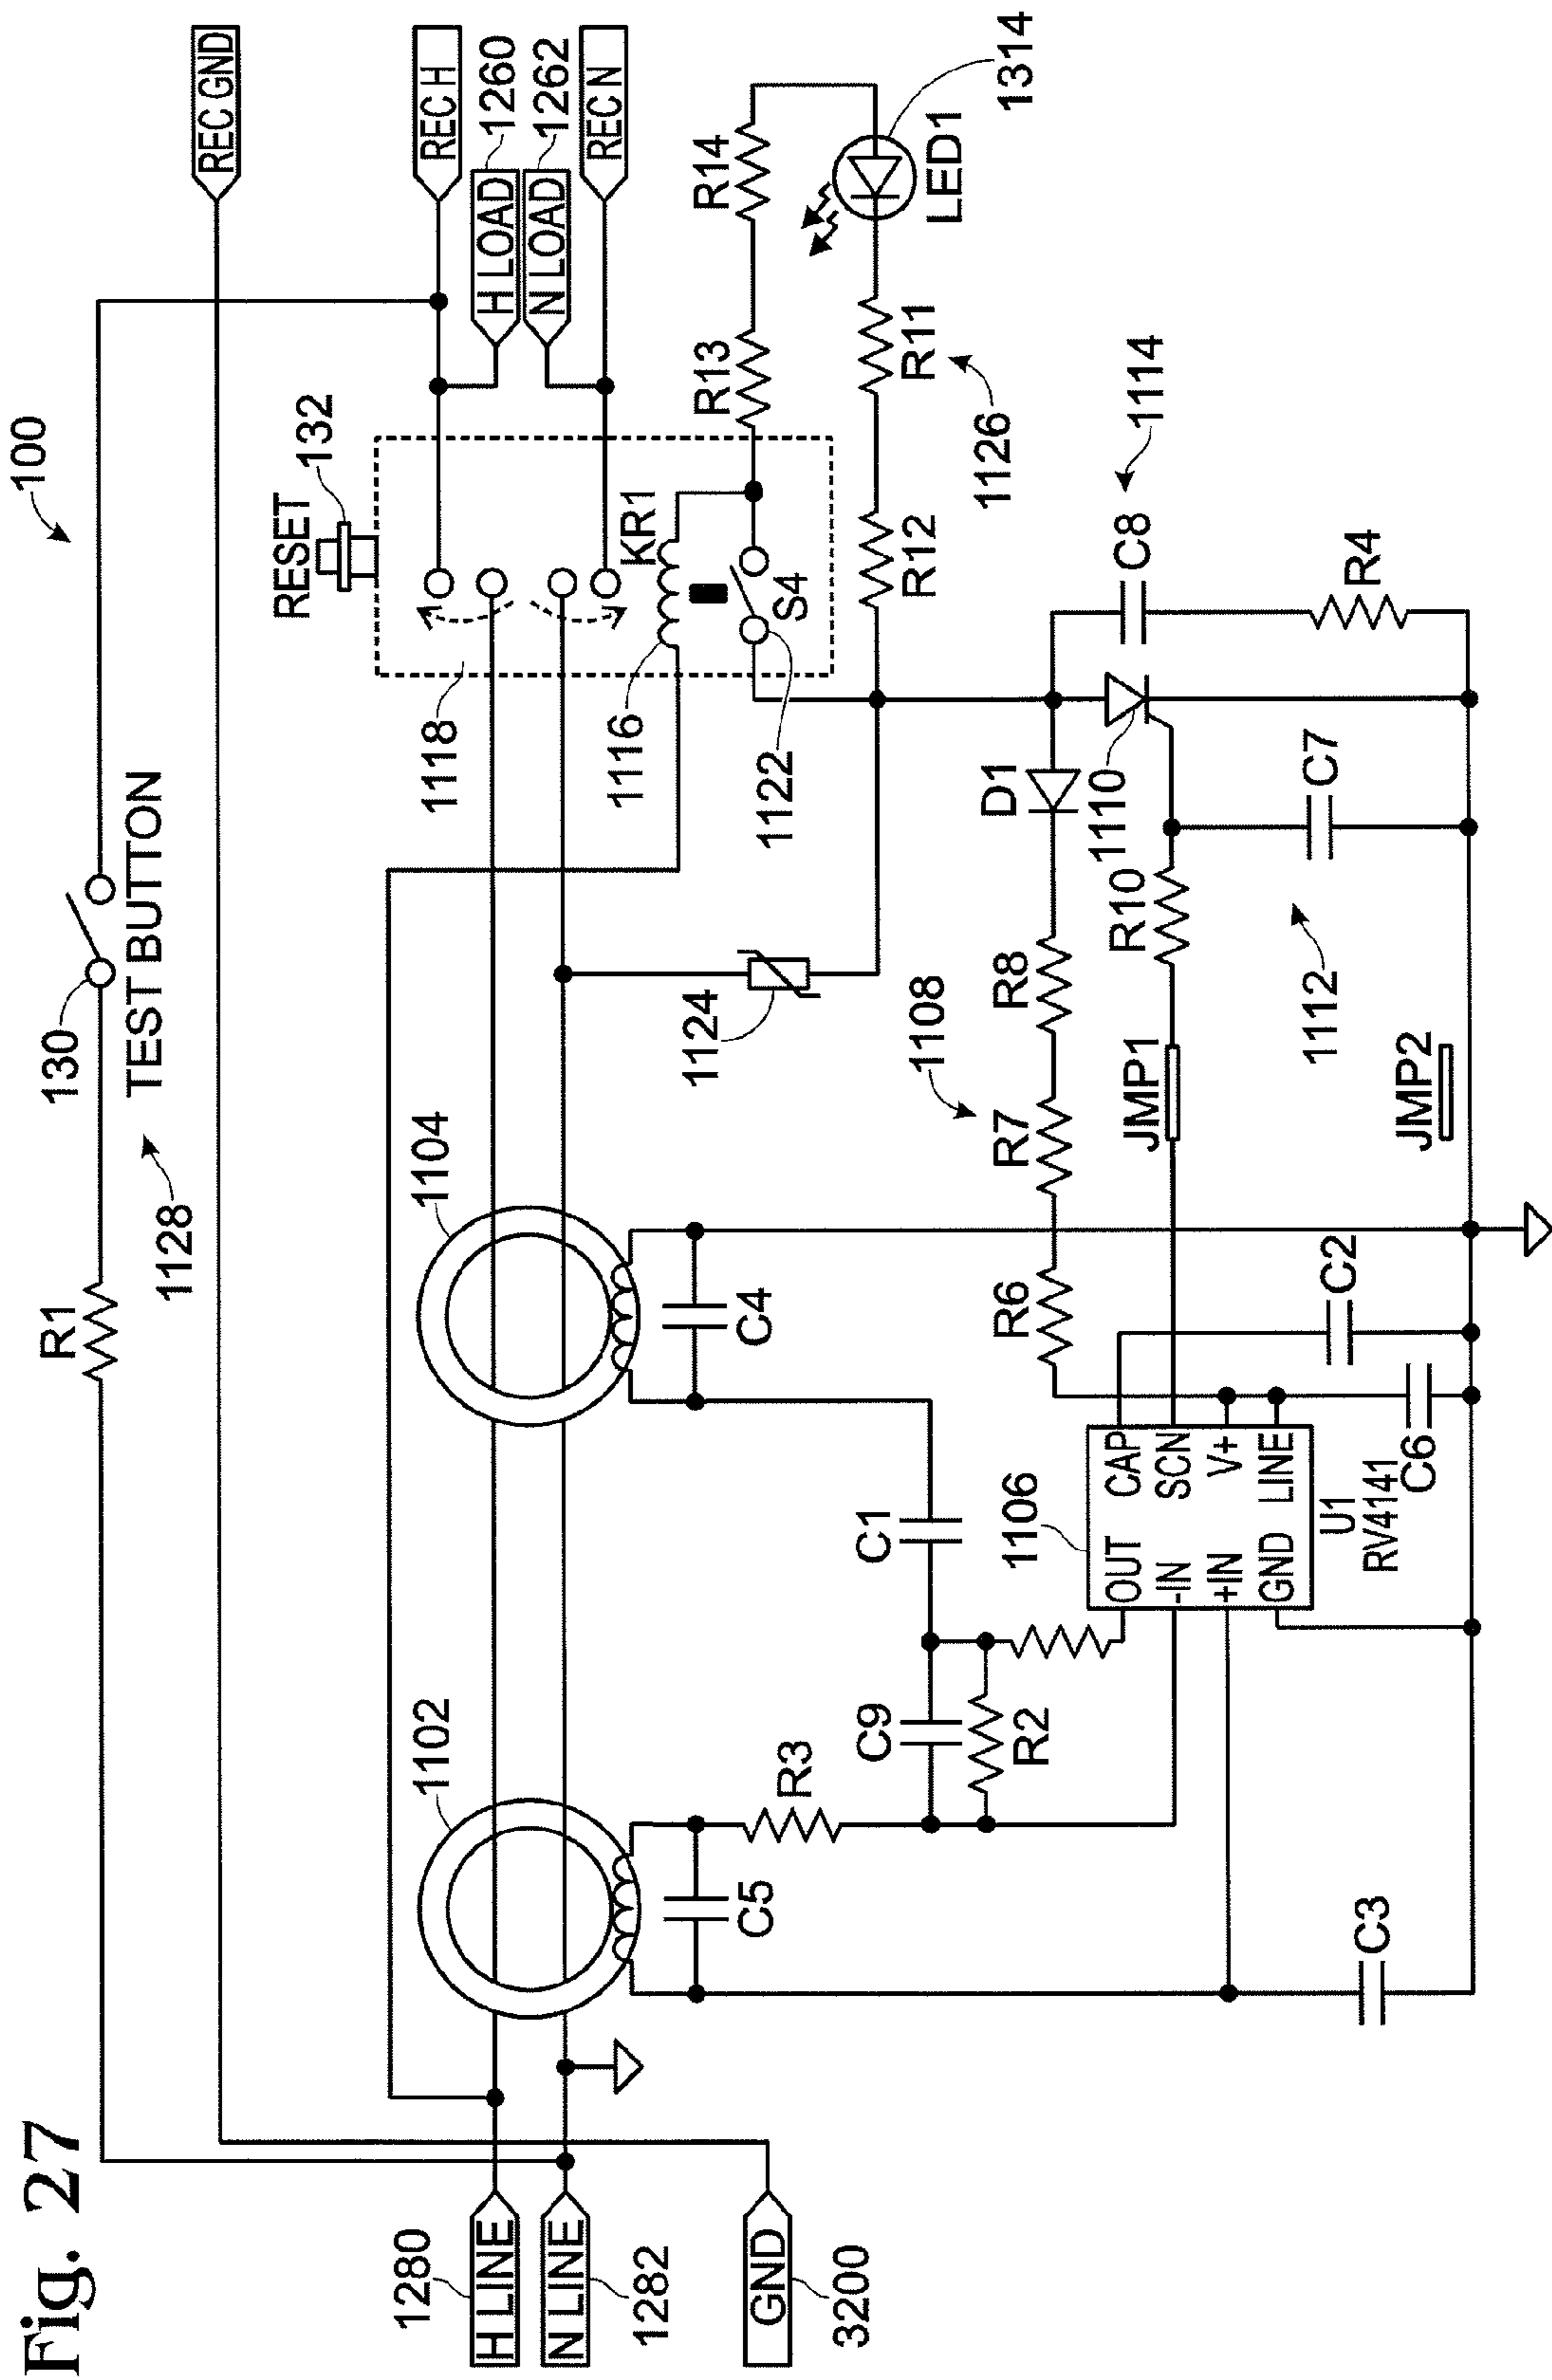 Fig. 27
100
R1
130
TEST BUTTON
1128
REC GND
RESET
132
REC H
1260
H LOAD
N LOAD
1262
REC N
1280
H LINE
N LINE
1282
GND
3200
1102
1104
1118
1116
KR1
S4
1122
1124
R13
R14
1314
LED1
R11
R12
1126
C5
R3
C4
C9
R2
C1
1106
OUT
-IN
+IN
GND
CAP
SCN
V+
LINE
U1
RV4141
C6
C2
C3
R6
R7
R8
1108
D1
1110
JMP1
R10
1112
C7
JMP2
C8
1114
R4